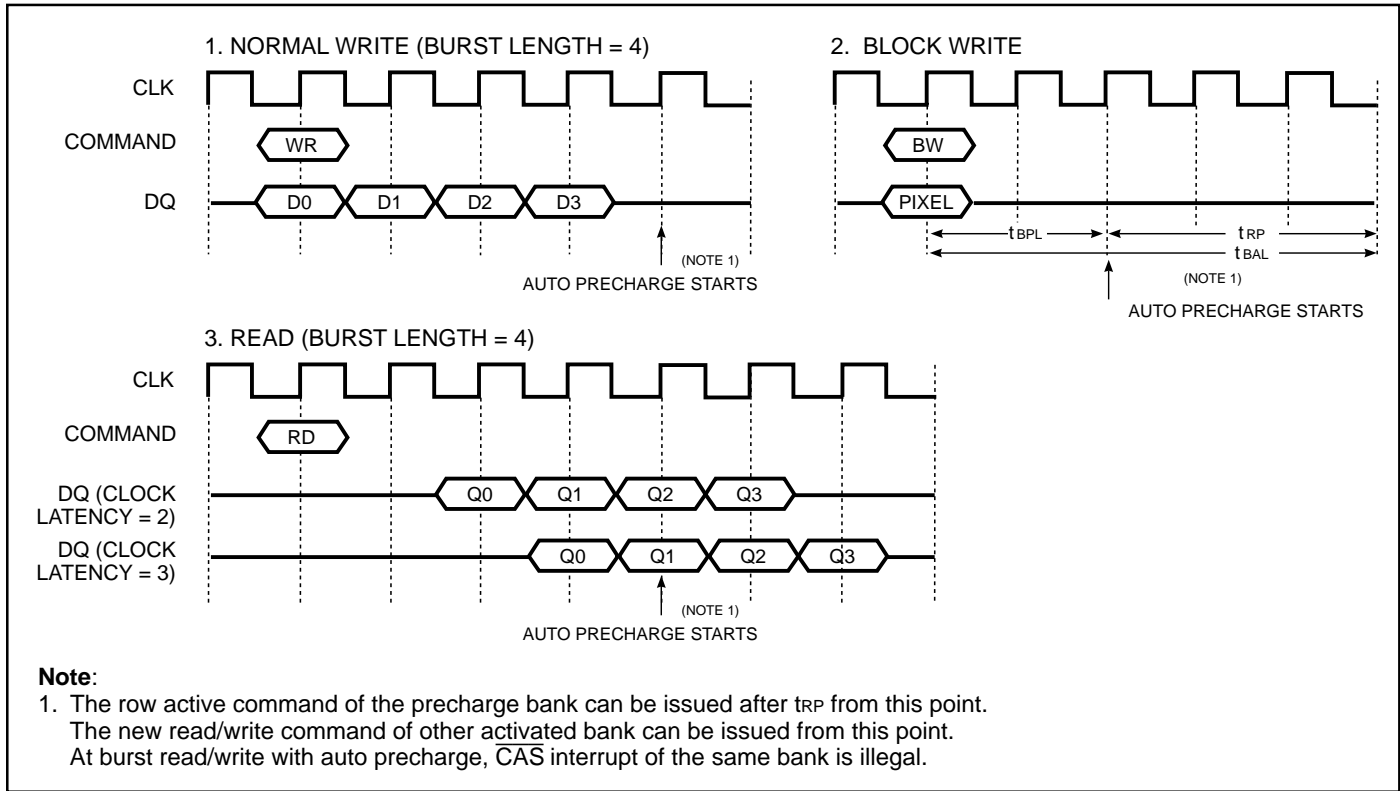 1. NORMAL WRITE (BURST LENGTH = 4)
CLK
COMMAND
WR
DQ
D0
D1
D2
D3
(NOTE 1)
AUTO PRECHARGE STARTS
2. BLOCK WRITE
BW
PIXEL
tBPL
tRP
tBAL
(NOTE 1)
AUTO PRECHARGE STARTS
3. READ (BURST LENGTH = 4)
CLK
COMMAND
RD
DQ (CLOCK
LATENCY = 2)
Q0
Q1
Q2
Q3
DQ (CLOCK
LATENCY = 3)
Q0
Q1
Q2
Q3
(NOTE 1)
AUTO PRECHARGE STARTS
Note:
1. The row active command of the precharge bank can be issued after tRP from this point.
The new read/write command of other activated bank can be issued from this point.
At burst read/write with auto precharge, CAS interrupt of the same bank is illegal.